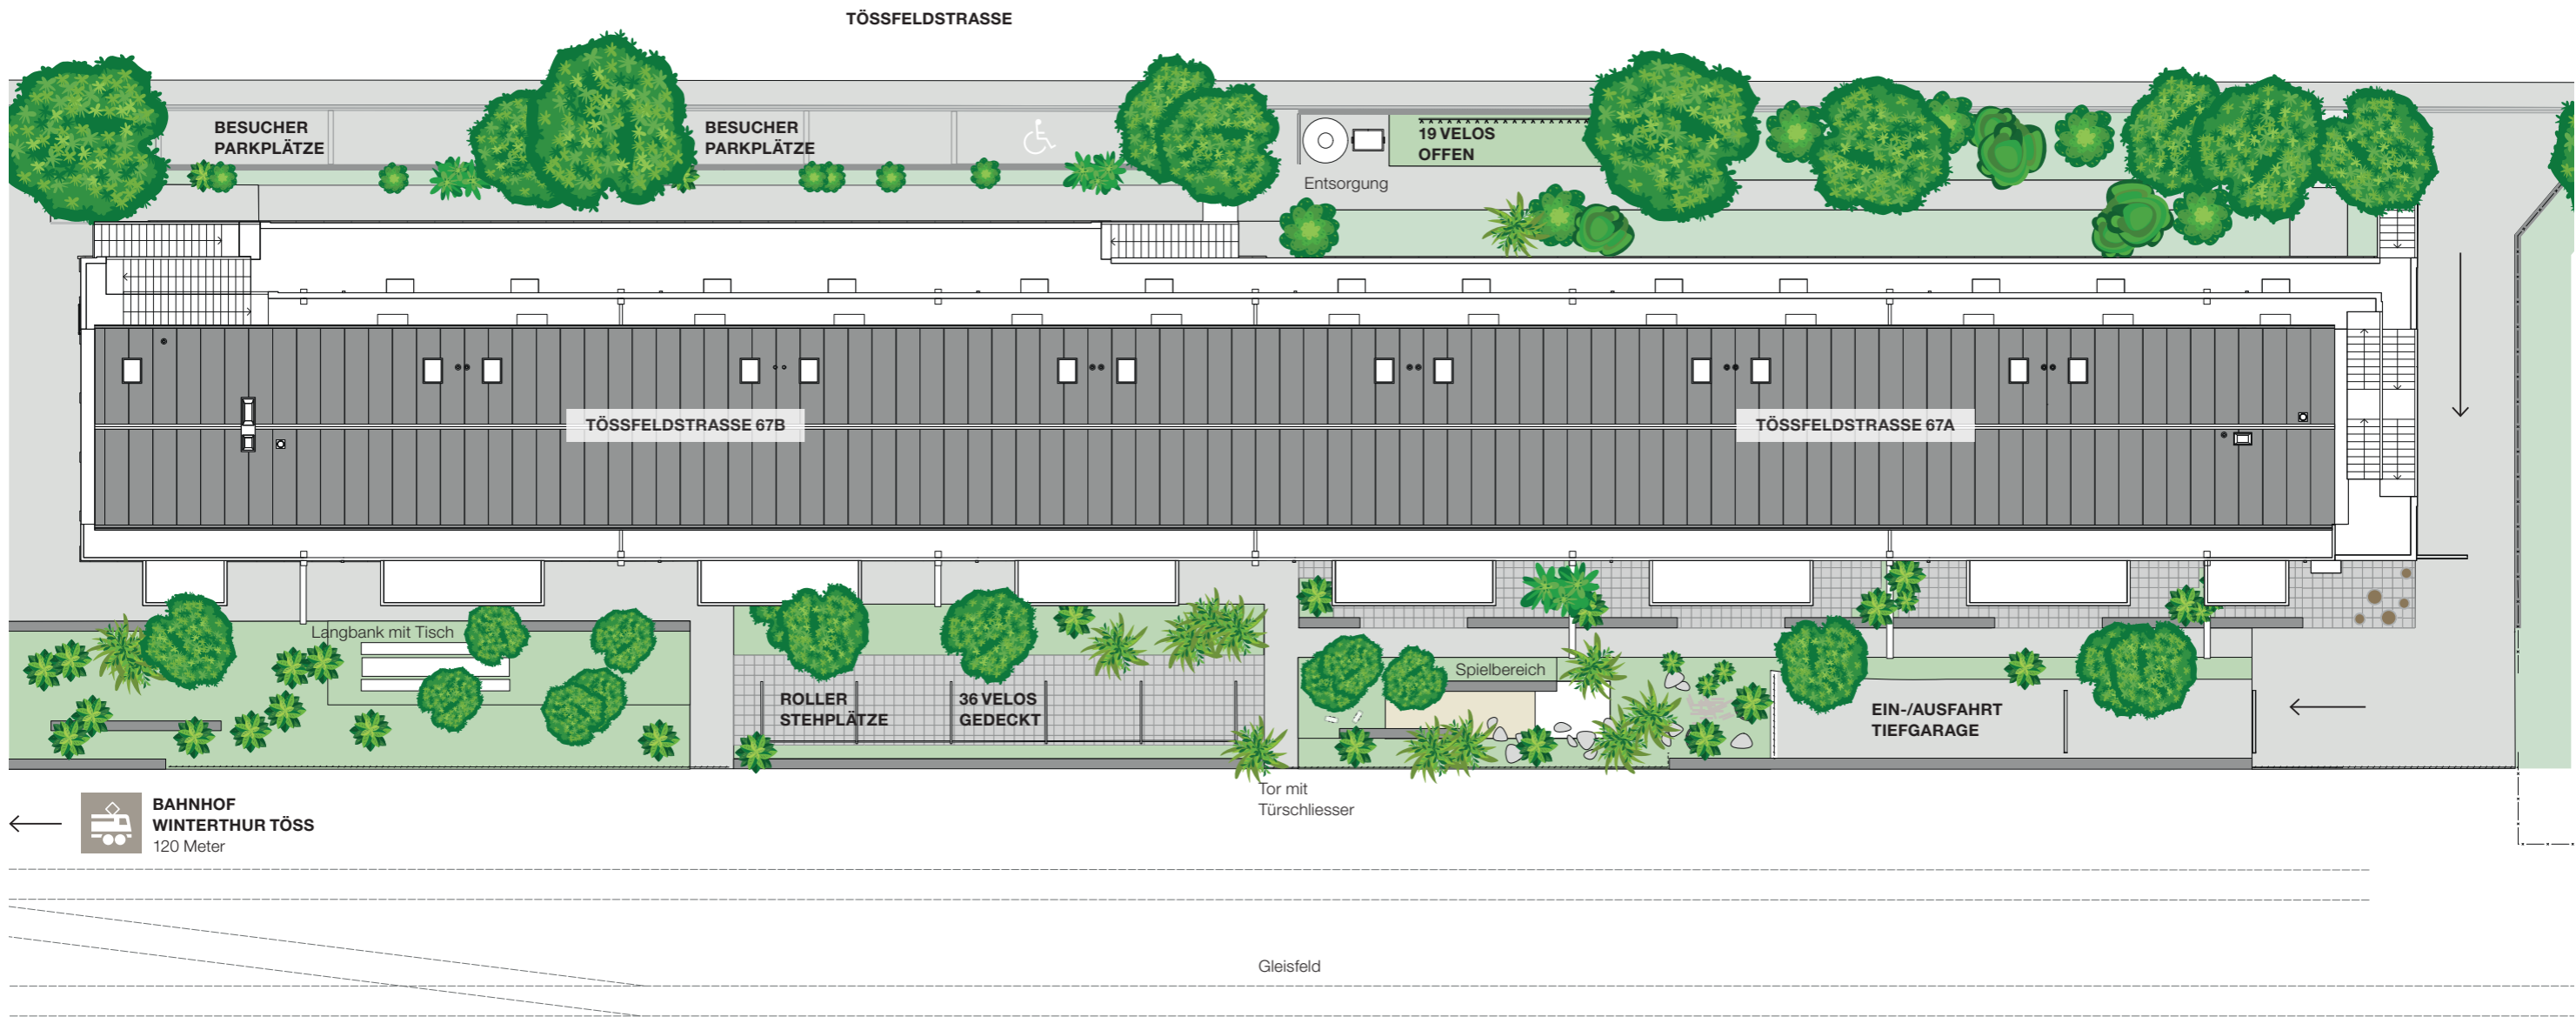 TÖSSFELDSTRASSE
BESUCHER
PARKPLÄTZE
BESUCHER
PARKPLÄTZE
19 VELOS
OFFEN
Entsorgung
TÖSSFELDSTRASSE 67B
TÖSSFELDSTRASSE 67A
Langbank mit Tisch
ROLLER
STEHPLÄTZE
36 VELOS
GEDECKT
Spielbereich
EIN-/AUSFAHRT
TIEFGARAGE
Tor mit
Türschliesser
BAHNHOF
WINTERTHUR TÖSS
120 Meter
Gleisfeld